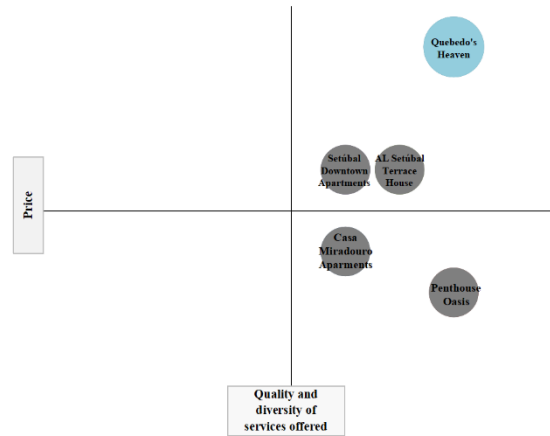 Quebedo's
Heaven
Setúbal
Downtown
Apartments
AL Setúbal
Terrace
House
Price
Casa
Miradouro
Aparments
Penthouse
Oasis
Quality and
diversity of
services offered